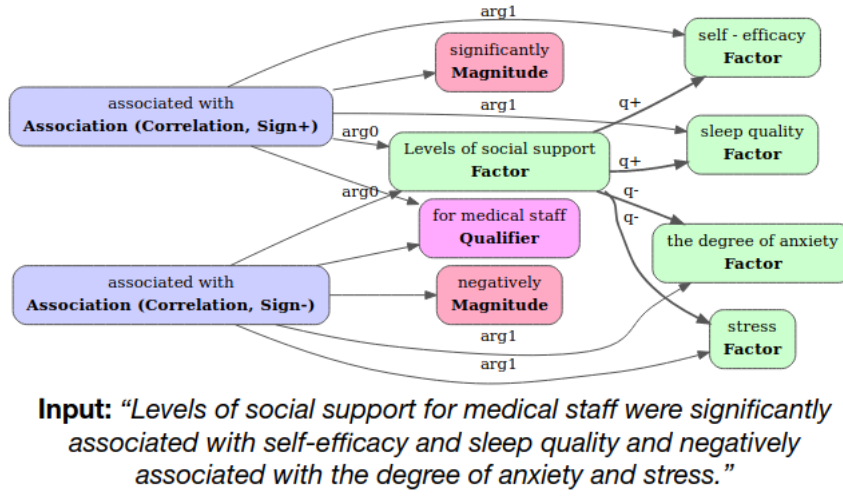 arg1
self - efficacy
Factor
significantly
Magnitude
associated with
Association (Correlation, Sign+)
arg1
q+
arg0
sleep quality
Factor
Levels of social support
Factor
q+
q-
arg0
q-
for medical staff
Qualifier
the degree of anxiety
Factor
associated with
Association (Correlation, Sign-)
negatively
Magnitude
arg1
stress
Factor
arg1
Input: “Levels of social support for medical staff were significantly
associated with self-efficacy and sleep quality and negatively
associated with the degree of anxiety and stress.”